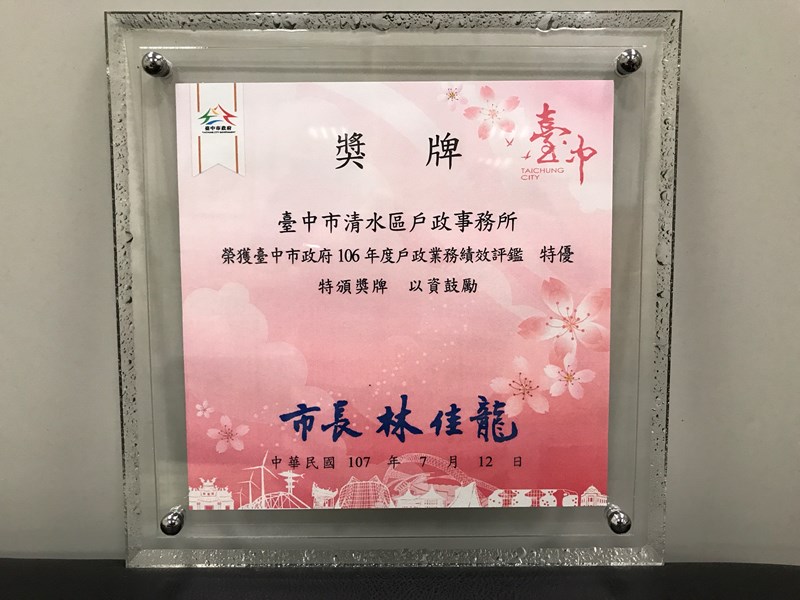 臺中市政府
臺中
TAICHUNG
CITY
獎 牌
臺中市清水區戶政事務所
榮獲臺中市政府 106 年度戶政業務績效評鑑 特優
特頒獎牌 以資鼓勵
市長 林佳龍
中華民國 107 年 7 月 12 日